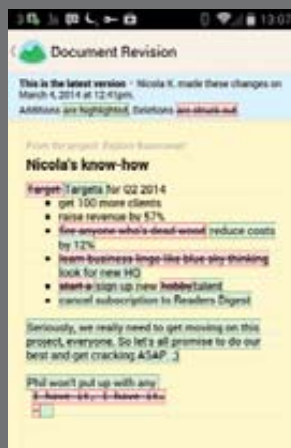 13:07
Document Revision
This is the latest version - Nicola K. made these changes on
March 4, 2014 at 12:41pm.
Additions are highlighted, Deletions are struck out.
From the project: Explore Basecamp!
Nicola's know-how
Target Targets for Q2 2014
• get 100 more clients
• raise revenue by 57%
• fire anyone who's dead wood reduce costs
by 12%
• learn business lingo like blue sky thinking
look for new HQ
• start a sign up new hobby talent
• cancel subscription to Readers Digest
Seriously, we really need to get moving on this
project, everyone. So let's all promise to do our
best and get cracking ASAP. ;)
Phil won't put up with any